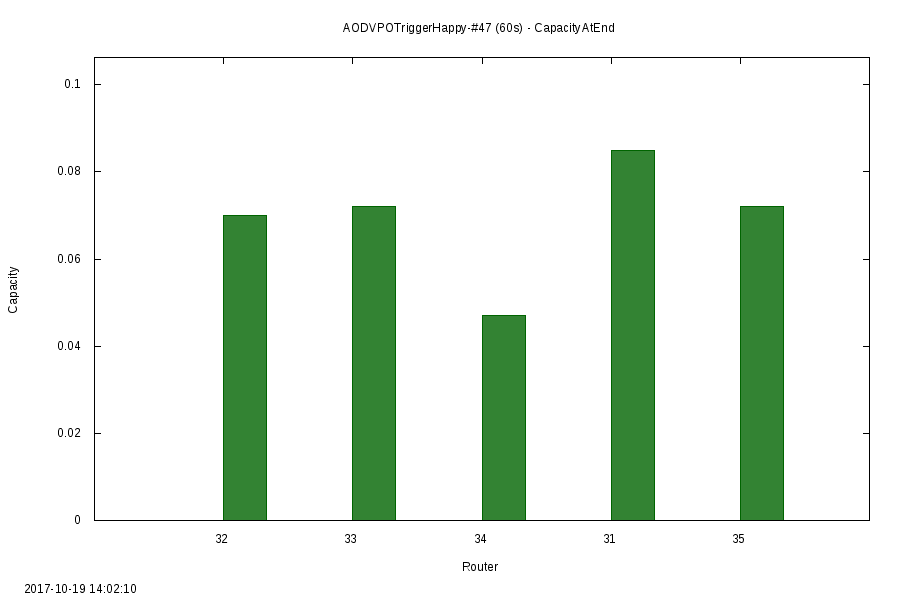 AODVPOTriggerHappy-#47 (60s) - CapacityAtEnd
0.1
0.08
0.06
0.04
0.02
0
Capacity
32 33 34 31 35
Router
2017-10-19 14:02:10